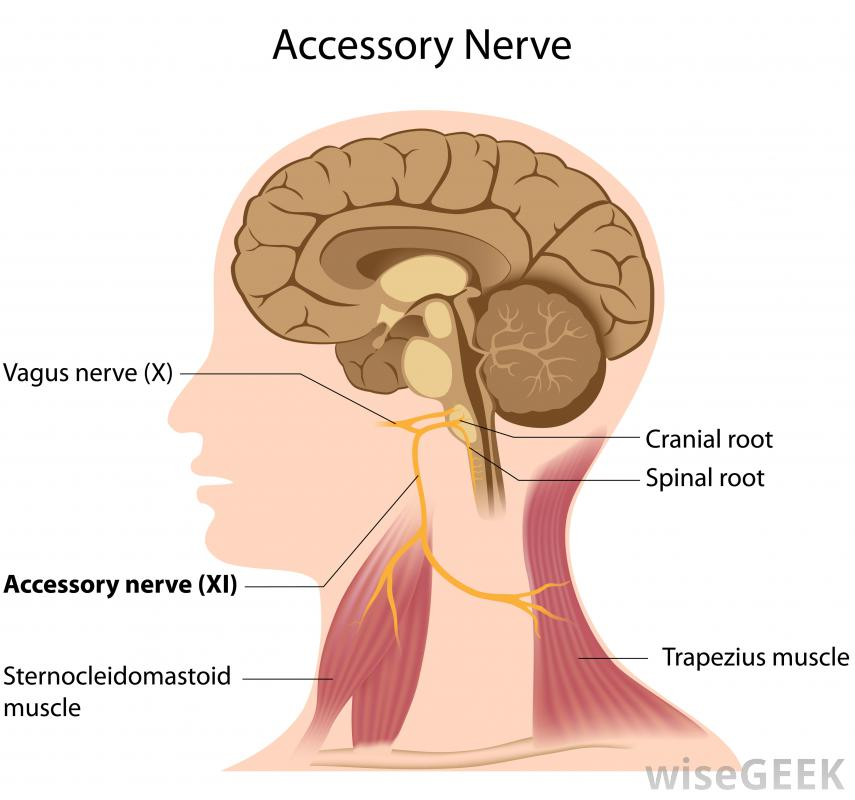 Accessory Nerve
Vagus nerve (X)
Cranial root
Spinal root
Accessory nerve (XI)
Trapezius muscle
Sternocleidomastoid
muscle
wiseGEEK